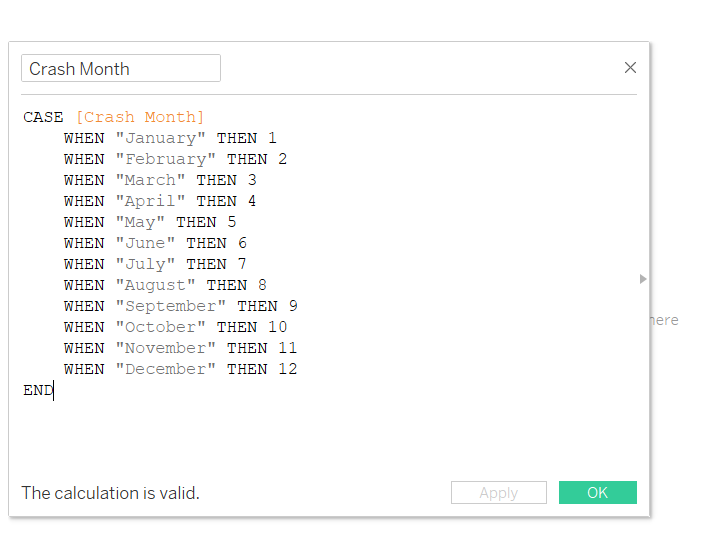 Crash Month
CASE [Crash Month]
WHEN "January" THEN 1
WHEN "February" THEN 2
WHEN "March" THEN 3
WHEN "April" THEN 4
WHEN "May" THEN 5
WHEN "June" THEN 6
WHEN "July" THEN 7
WHEN "August" THEN 8
WHEN "September" THEN 9
WHEN "October" THEN 10
WHEN "November" THEN 11
WHEN "December" THEN 12
END
here
The calculation is valid.
Apply
OK